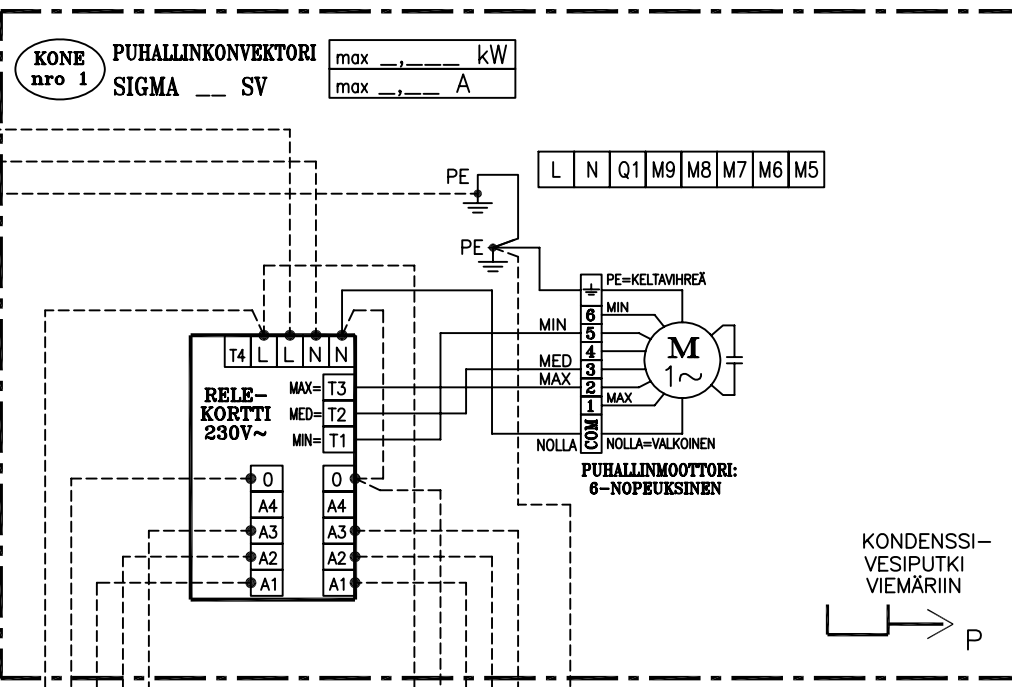 KONE
nro 1
PUHALLINKONVEKTORI
SIGMA __ SV
max _,___ kW
max _,__ A
PE
L N Q1 M9 M8 M7 M6 M5
PE
PE=KELTAVIHREÄ
6 MIN
MIN 5
4
MED 3
MAX 2
1 MAX
NOLLA COM NOLLA=VALKOINEN
M
1~
PUHALLINMOOTTORI:
6-NOPEUKSINEN
T4 L L N N
RELE-
KORTTI
230V~
MAX= T3
MED= T2
MIN= T1
0 0
A4 A4
A3 A3
A2 A2
A1 A1
KONDENSSI-
VESIPUTKI
VIEMÄRIIN
P